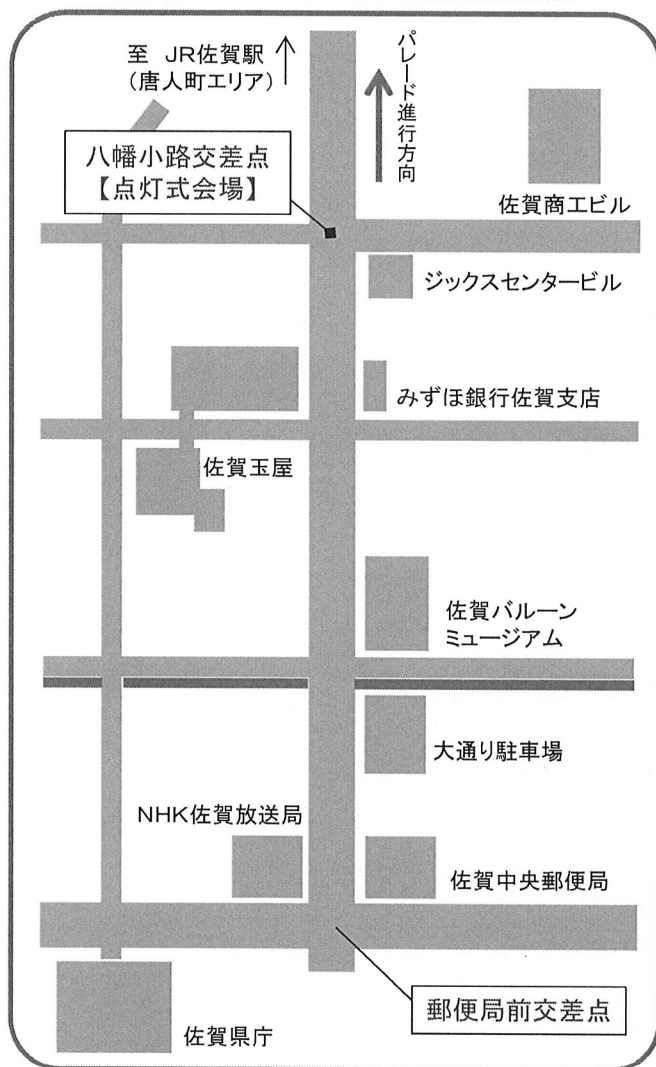 至　JR佐賀駅
（唐人町エリア）
パレード進行方向
八幡小路交差点
【点灯式会場】
佐賀商工ビル
ジックスセンタービル
みずほ銀行佐賀支店
佐賀玉屋
佐賀バルーン
ミュージアム
大通り駐車場
NHK佐賀放送局
佐賀中央郵便局
郵便局前交差点
佐賀県庁